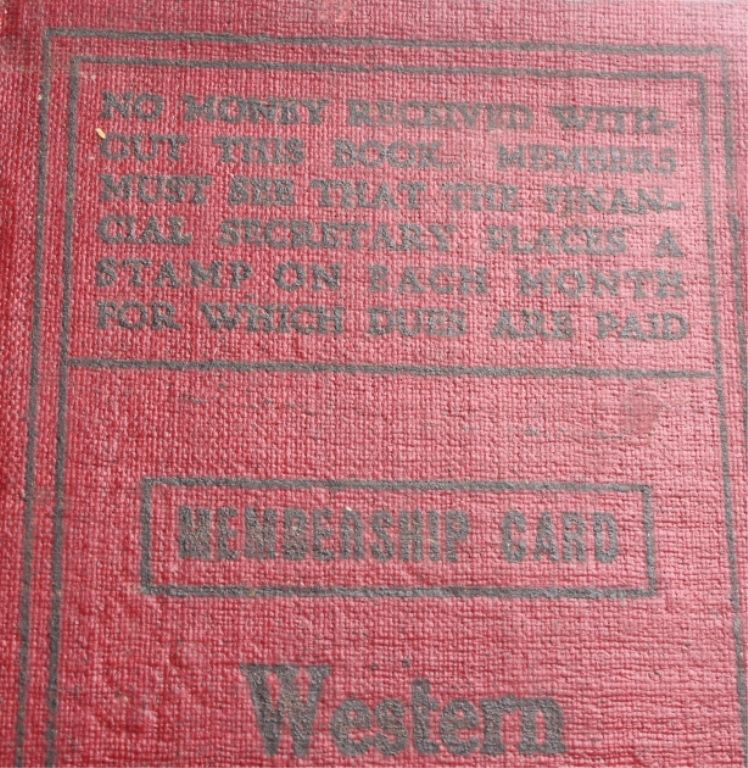 NO MONEY RECEIVED WITH-
OUT THIS BOOK. MEMBERS
MUST SEE THAT THE FINAN-
CIAL SECRETARY PLACES A
STAMP ON EACH MONTH
FOR WHICH DUES ARE PAID
MEMBERSHIP CARD
Western